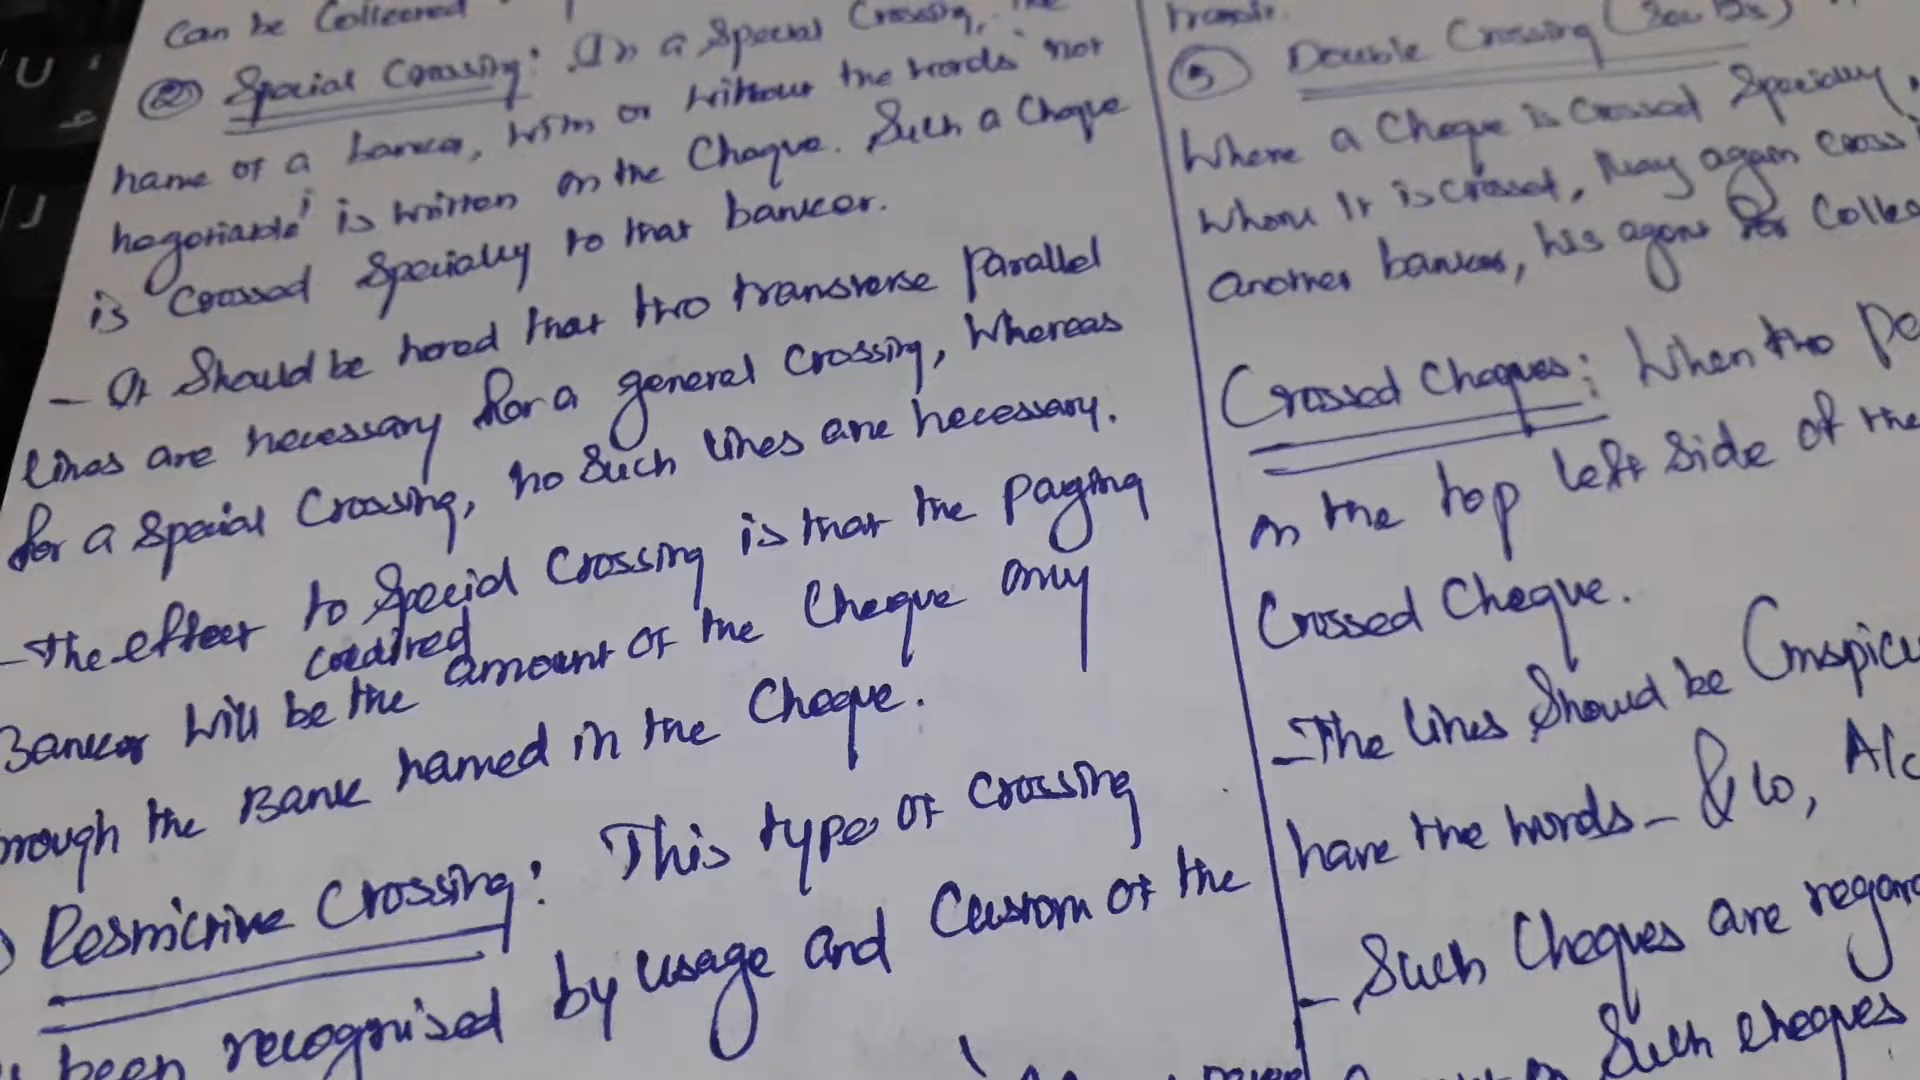 can be Collected
② Special Crossing: In a Special Crossing, the
name of a banker, with or without the words "not
negotiable" is written on the Cheque. Such a Cheque
is Crossed Specially to that banker.
- It Should be noted that two transverse parallel
lines are necessary for a general Crossing, Whereas
for a Special Crossing, no Such lines are necessary.
- The effect to Special Crossing is that the paying
Banker will be the amount of the Cheque only
through the Bank named in the Cheque.
Restrictive Crossing: This type of Crossing
been recognised by usage and Custom of the
⑤ Double Crossing (Sec
Where a Cheque is Crossed Specially,
whom it is crossed, May again cross
another banker, his agent for
Crossed Cheques: When two
on the top left side of the
Crossed Cheque.
- The lines Should be
have the words - & Co, A/c
- Such Cheques are
Such cheques